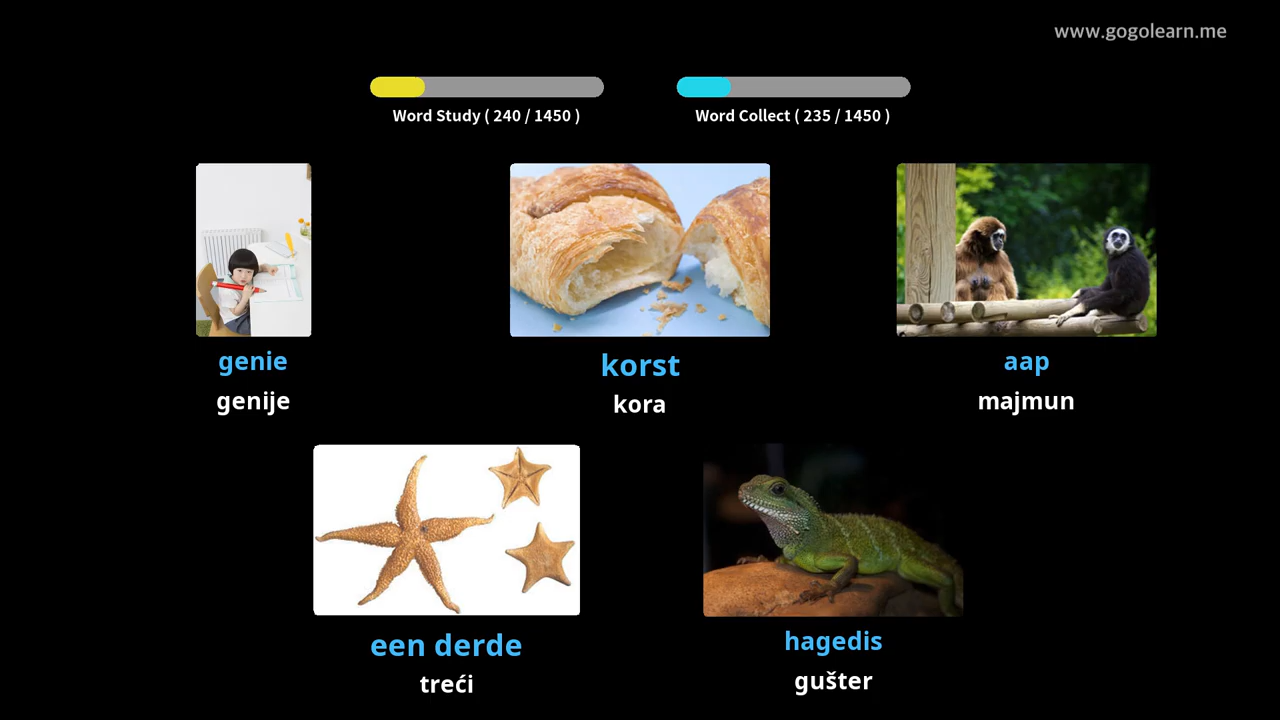 www.gogolearn.me
Word Study ( 240 / 1450 )
Word Collect ( 235 / 1450 )
genie
genije
korst
kora
aap
majmun
een derde
treći
hagedis
gušter